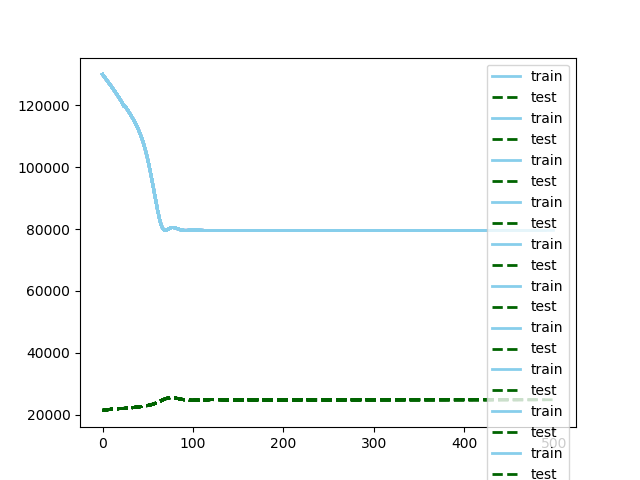 120000
100000
80000
60000
40000
20000
0
100
200
300
400
500
train
test
train
test
train
test
train
test
train
test
train
test
train
test
train
test
train
test
train
test